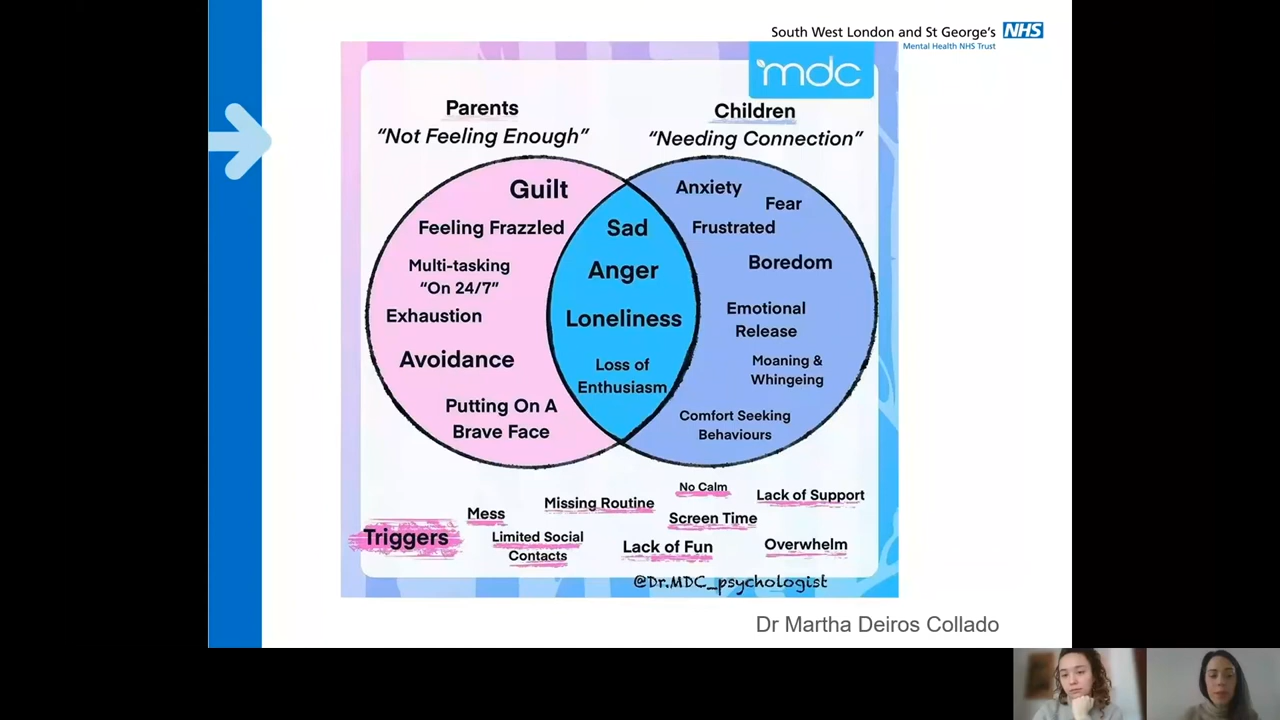 South West London and St George's NHS
Mental Health NHS Trust
mdc
Parents
"Not Feeling Enough"
Children
"Needing Connection"
Guilt
Feeling Frazzled
Multi-tasking
"On 24/7"
Exhaustion
Avoidance
Putting On A
Brave Face
Sad
Anger
Loneliness
Loss of
Enthusiasm
Anxiety
Fear
Frustrated
Boredom
Emotional
Release
Moaning &
Whingeing
Comfort Seeking
Behaviours
Triggers
Mess
Missing Routine
No Calm
Lack of Support
Limited Social
Contacts
Screen Time
Lack of Fun
Overwhelm
@Dr.MDC_psychologist
Dr Martha Deiros Collado